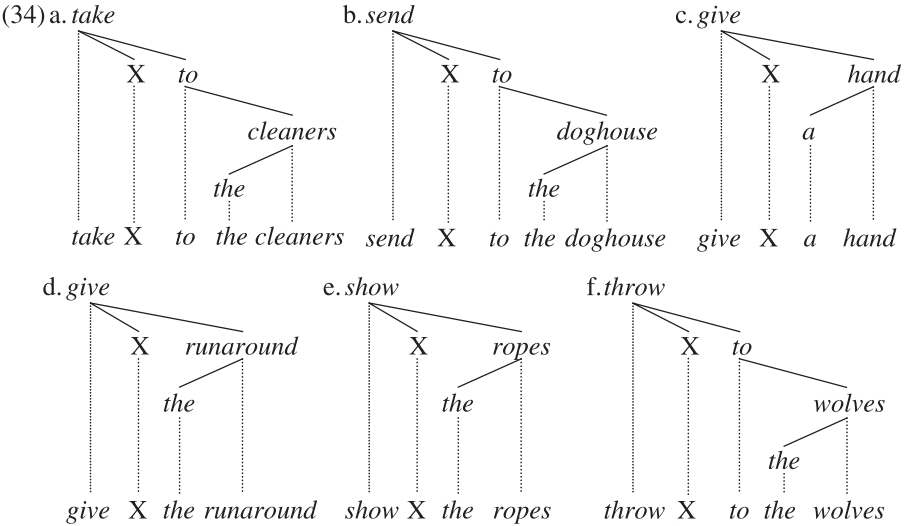 (34) a. take b. send c. give
X to X to X hand
cleaners doghouse a
the the
take X to the cleaners send X to the doghouse give X a hand
d. give e. show f. throw
X runaround X ropes X to
the the wolves
the
give X the runaround show X the ropes throw X to the wolves